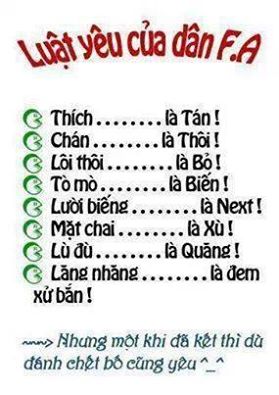 Luật yêu của dân F.A
Thích........là Tán !
Chán ........là Thôi !
Lôi thôi ........là Bỏ !
Tò mò ........là Biến !
Lười biếng ........là Next !
Mặt chai ........là Xù !
Lù đù........là Quăng !
Lăng nhăng ........là đem
xử bắn !
~~~> Nhưng một khi đã kết thì dù
đánh chết bố cũng yêu ^_^